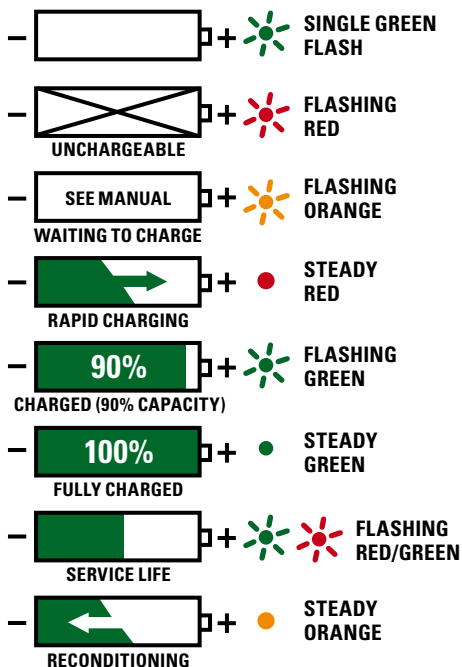 − + SINGLE GREEN
FLASH
− + FLASHING
RED
UNCHARGEABLE
− SEE MANUAL + FLASHING
ORANGE
WAITING TO CHARGE
− + STEADY
RED
RAPID CHARGING
− 90% + FLASHING
GREEN
CHARGED (90% CAPACITY)
− 100% + STEADY
GREEN
FULLY CHARGED
− + FLASHING
RED/GREEN
SERVICE LIFE
− + STEADY
ORANGE
RECONDITIONING